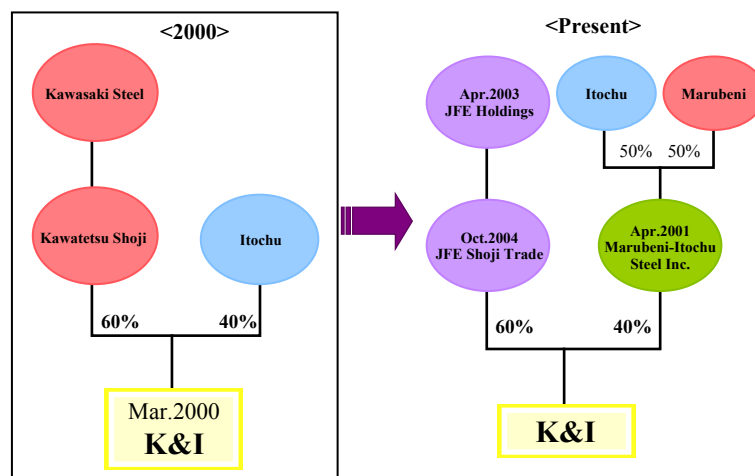 <2000>
Kawasaki Steel
Kawatetsu Shoji
Itochu
60%
40%
Mar.2000
K&I
<Present>
Apr.2003
JFE Holdings
Itochu
Marubeni
50%
50%
Oct.2004
JFE Shoji Trade
Apr.2001
Marubeni-Itochu
Steel Inc.
60%
40%
K&I